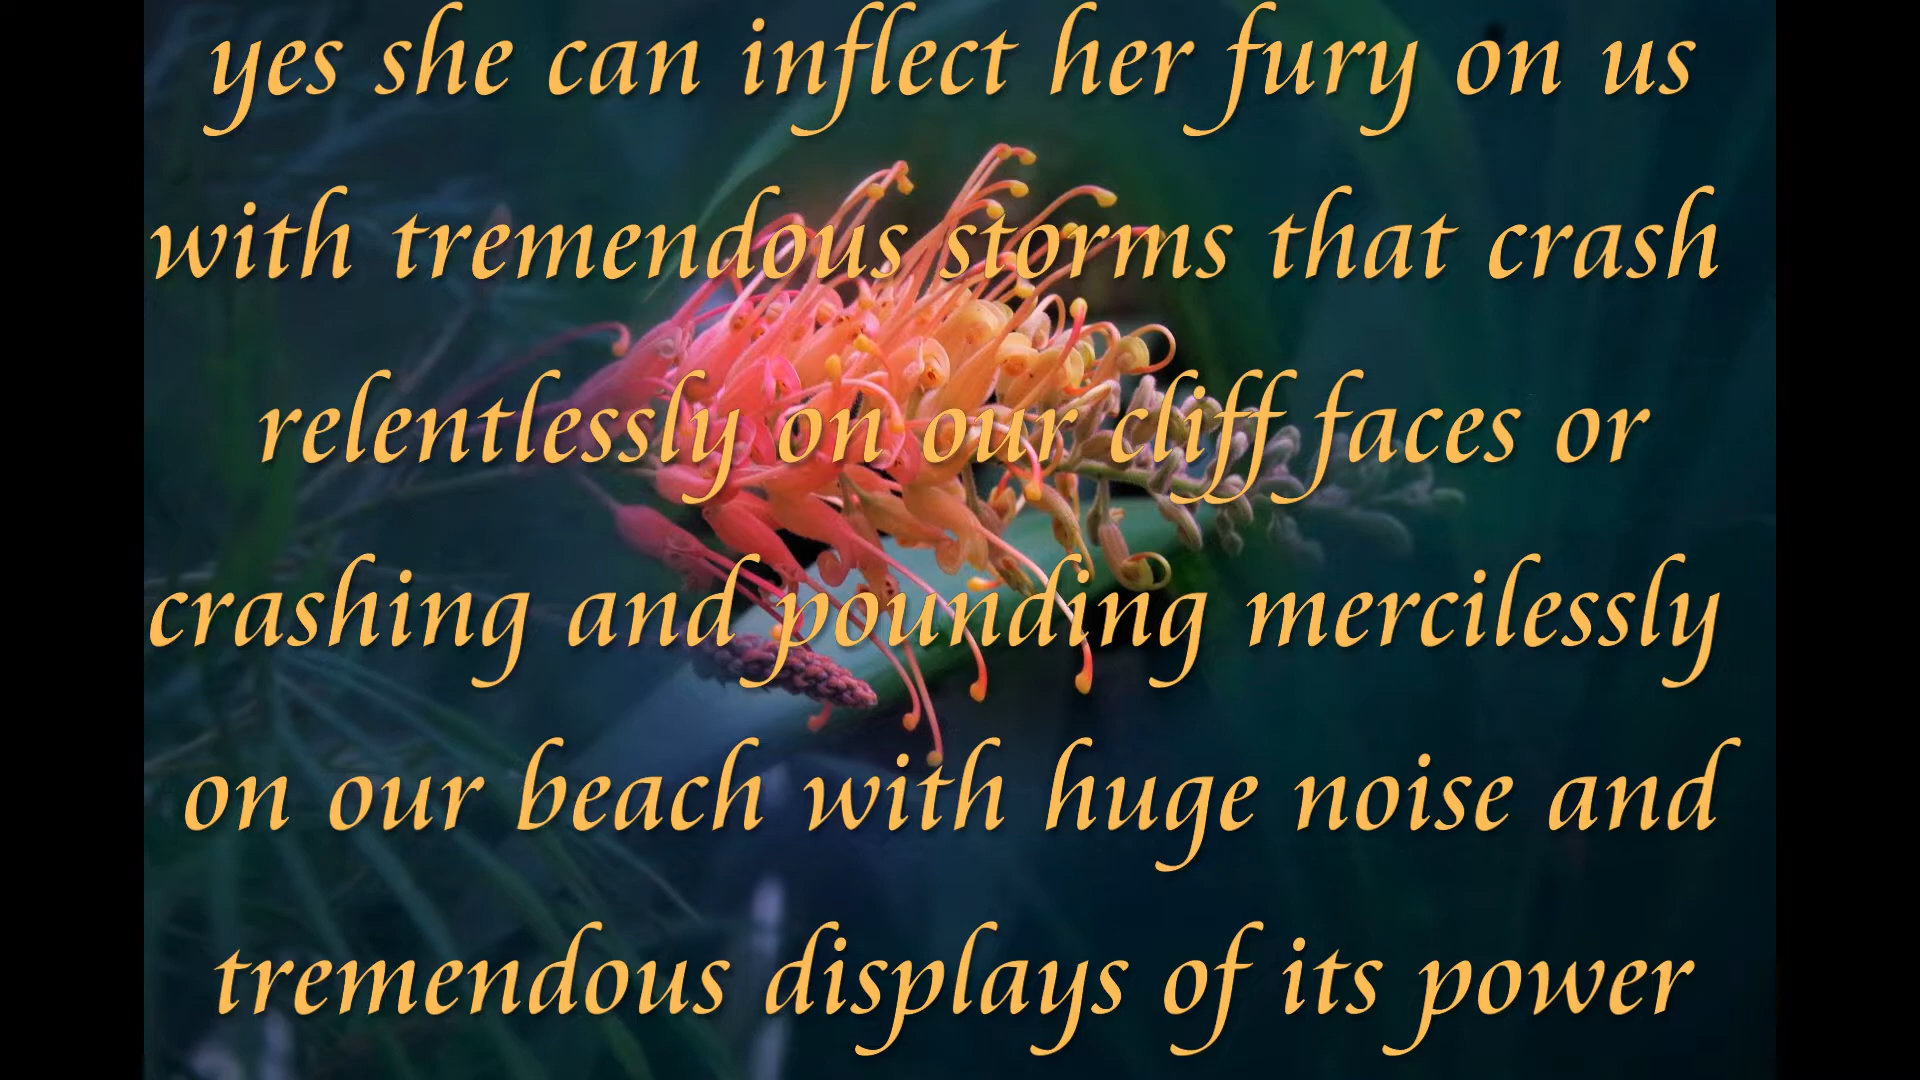 yes she can inflect her fury on us
with tremendous storms that crash
relentlessly on our cliff faces or
crashing and pounding mercilessly
on our beach with huge noise and
tremendous displays of its power